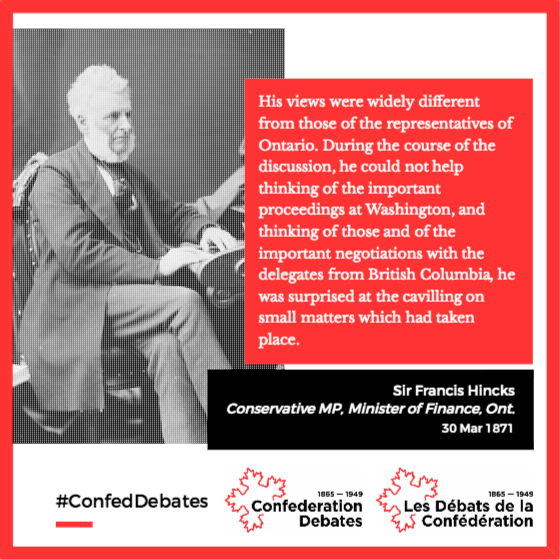 His views were widely different
from those of the representatives of
Ontario. During the course of the
discussion, he could not help
thinking of the important
proceedings at Washington, and
thinking of those and of the
important negotiations with the
delegates from British Columbia, he
was surprised at the cavilling on
small matters which had taken
place.
Sir Francis Hincks
Conservative MP, Minister of Finance, Ont.
30 Mar 1871
#ConfedDebates
1865 — 1949
Confederation
Debates
1865 — 1949
Les Débats de la
Confédération